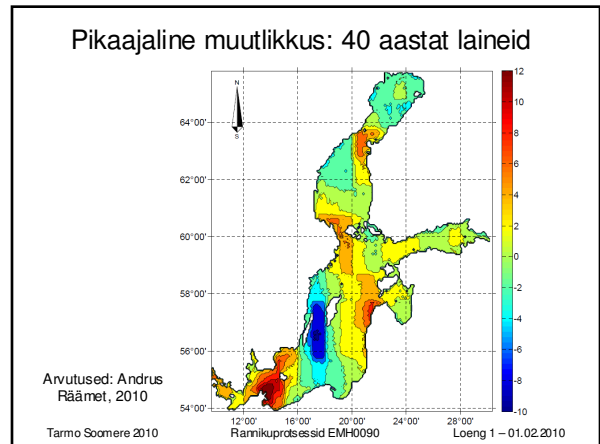 Pikaajaline muutlikkus: 40 aastat laineid
N
S
64°00'
62°00'
60°00'
58°00'
56°00'
54°00'
12°00'
16°00'
20°00'
24°00'
28°00'
12
10
8
6
4
2
0
-2
-4
-6
-8
-10
Arvutused: Andrus
Räämet, 2010
Tarmo Soomere 2010
Rannikuprotsessid EMH0090
Loeng 1 – 01.02.2010